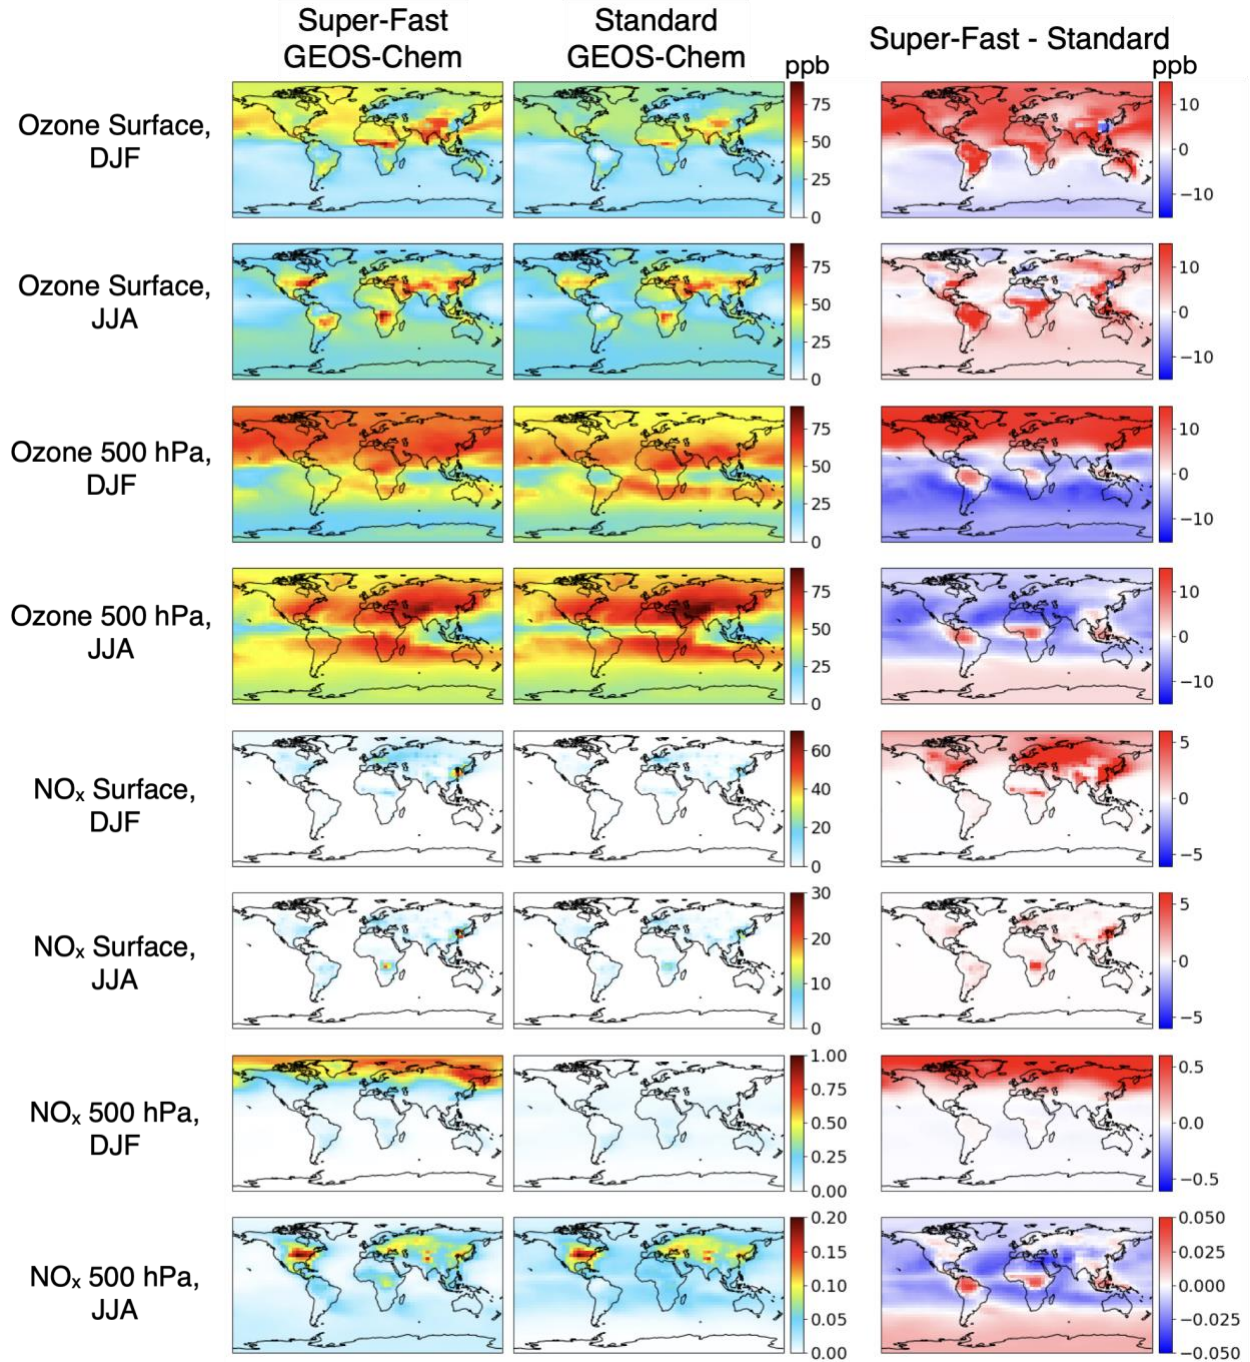 Super-Fast
GEOS-Chem
Standard
GEOS-Chem
Super-Fast - Standard
ppb
ppb
Ozone Surface,
DJF
75
50
25
0
10
0
−10
Ozone Surface,
JJA
75
50
25
0
10
0
−10
Ozone 500 hPa,
DJF
75
50
25
0
10
0
−10
Ozone 500 hPa,
JJA
75
50
25
0
10
0
−10
NOₓ Surface,
DJF
60
40
20
0
5
0
−5
NOₓ Surface,
JJA
30
20
10
0
5
0
−5
NOₓ 500 hPa,
DJF
1.00
0.75
0.50
0.25
0.00
0.5
0.0
−0.5
NOₓ 500 hPa,
JJA
0.20
0.15
0.10
0.05
0.00
0.050
0.025
0.000
−0.025
−0.050